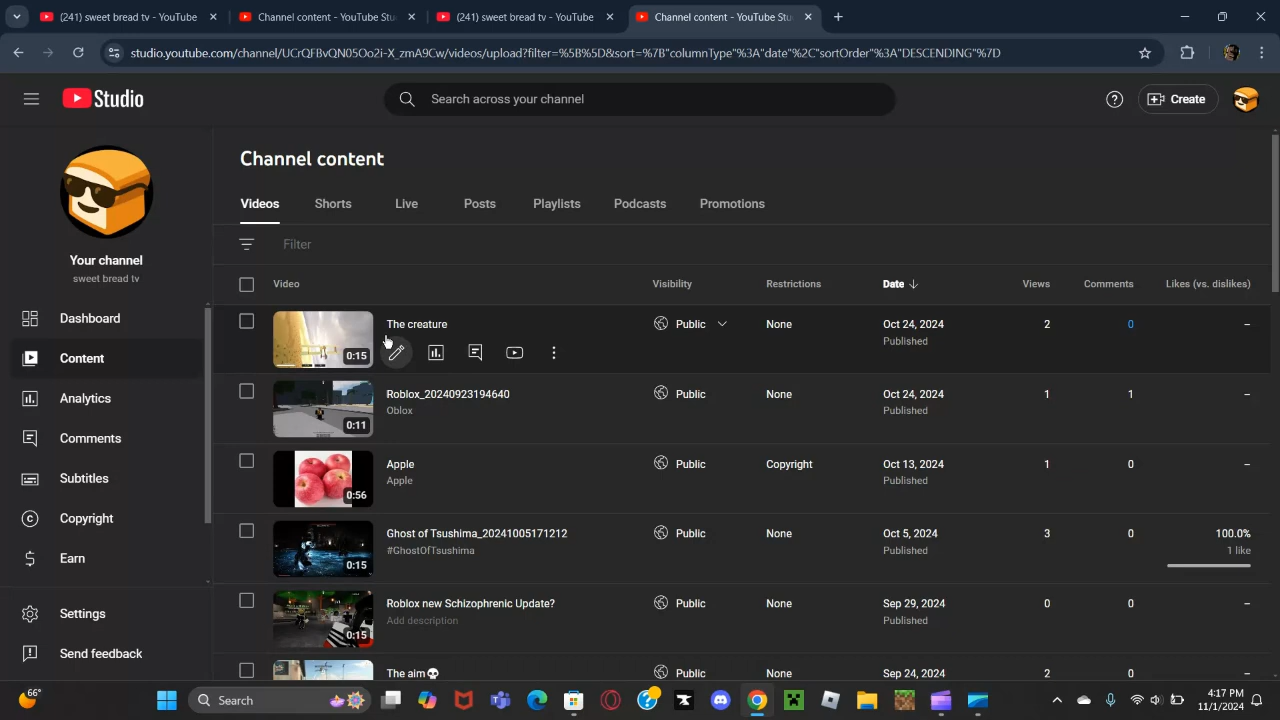 (241) sweet bread tv - YouTube
Channel content - YouTube Stu
(241) sweet bread tv - YouTube
Channel content - YouTube Stu
studio.youtube.com/channel/UCrQFBvQN05Oo2i-X_zmA9Cw/videos/upload?filter=%5B%5D&sort=%7B"columnType"%3A"date"%2C"sortOrder"%3A"DESCENDING"%7D
Studio
Search across your channel
Create
Your channel
sweet bread tv
Dashboard
Content
Analytics
Comments
Subtitles
Copyright
Earn
Settings
Send feedback
Channel content
Videos Shorts Live Posts Playlists Podcasts Promotions
Filter
Video Visibility Restrictions Date Views Comments Likes (vs. dislikes)
0:15 The creature Public None Oct 24, 2024 2 0 –
Published
0:11 Roblox_20240923194640 Public None Oct 24, 2024 1 1 –
Oblox Published
0:56 Apple Public Copyright Oct 13, 2024 1 0 –
Apple Published
0:15 Ghost of Tsushima_20241005171212 Public None Oct 5, 2024 3 0 100.0%
#GhostOfTsushima Published 1 like
0:15 Roblox new Schizophrenic Update? Public None Sep 29, 2024 0 0 –
Add description Published
The aim💀 Public None Sep 24, 2024 2 0 –
66°
Search
4:17 PM
11/1/2024